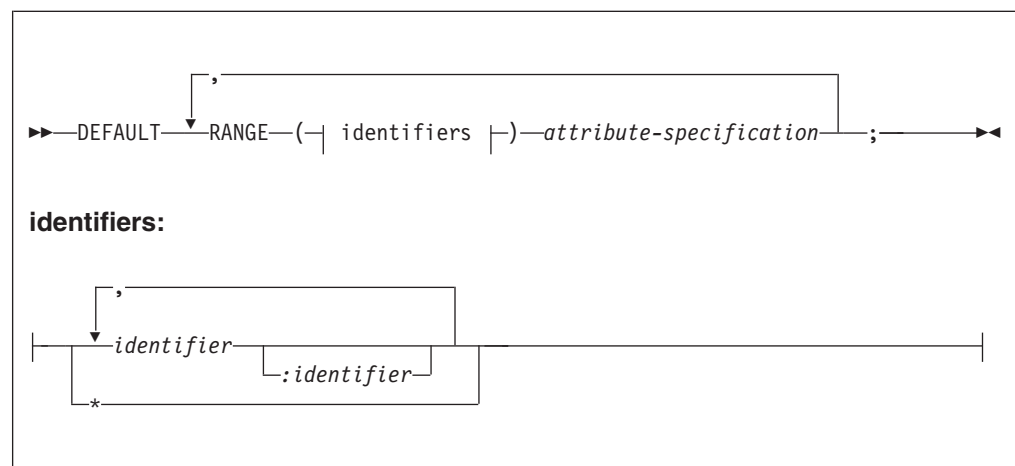 ,
DEFAULT RANGE ( identifiers ) attribute-specification ;
identifiers:
,
identifier
:identifier
*